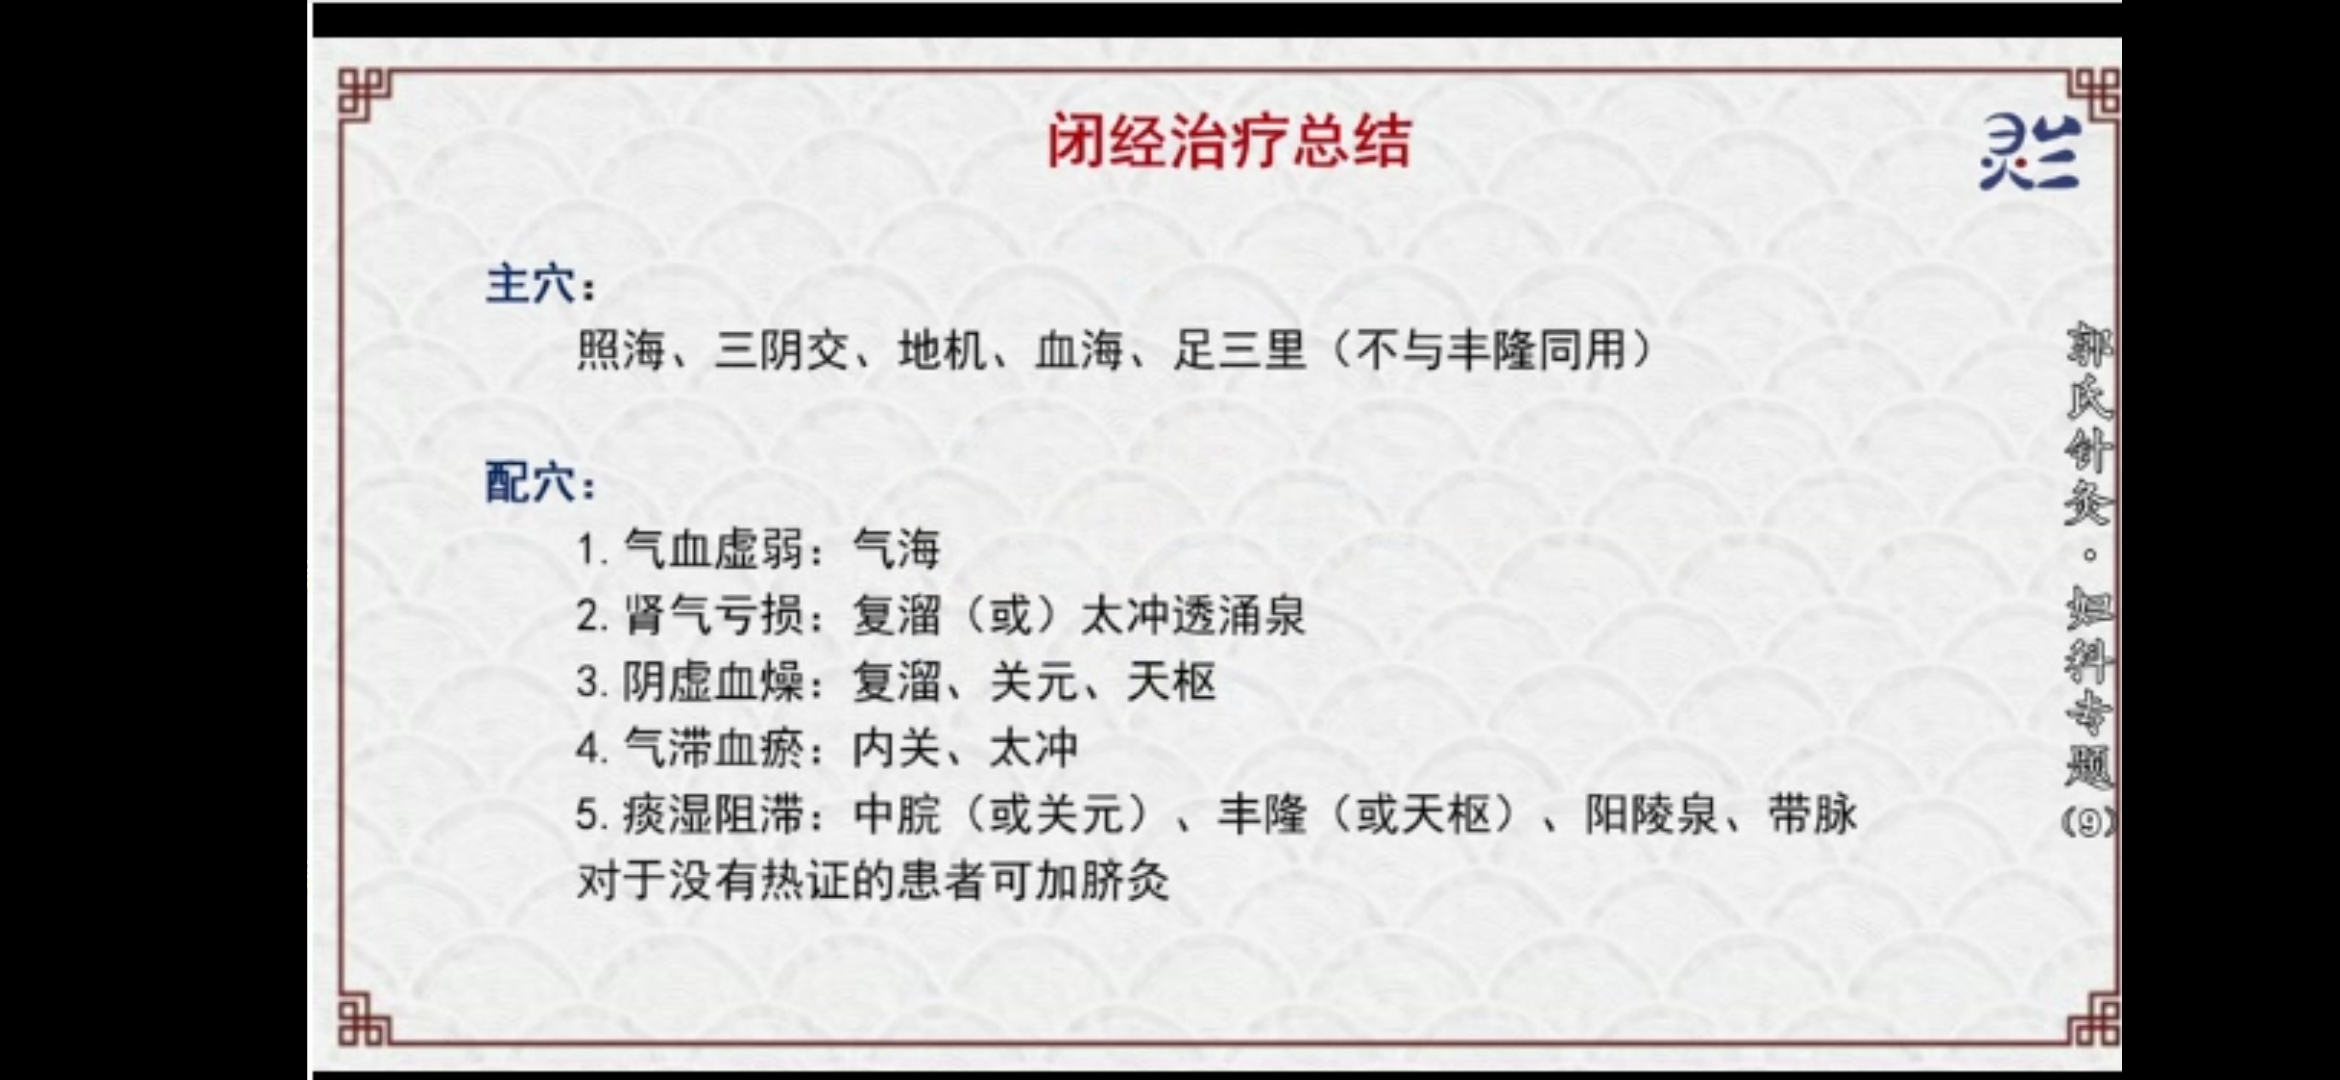 闭经治疗总结
主穴：
照海、三阴交、地机、血海、足三里（不与丰隆同用）
配穴：
1.气血虚弱：气海
2.肾气亏损：复溜（或）太冲透涌泉
3.阴虚血燥：复溜、关元、天枢
4.气滞血瘀：内关、太冲
5.痰湿阻滞：中脘（或关元）、丰隆（或天枢）、阳陵泉、带脉
对于没有热证的患者可加脐灸
郭氏针灸·妇科专题(9)